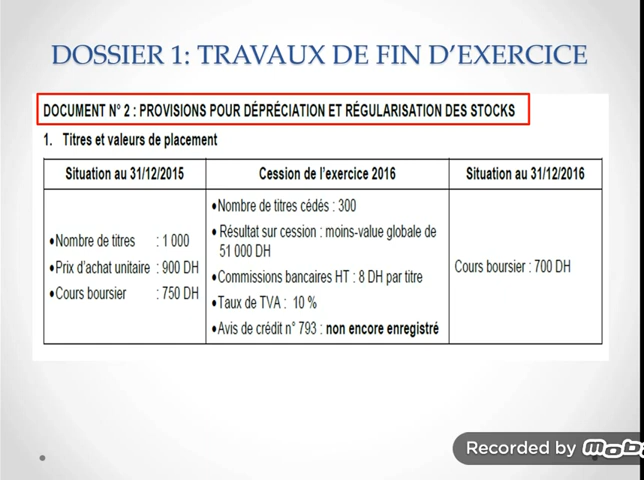 DOSSIER 1: TRAVAUX DE FIN D'EXERCICE
DOCUMENT N° 2 : PROVISIONS POUR DÉPRÉCIATION ET RÉGULARISATION DES STOCKS
1. Titres et valeurs de placement
Situation au 31/12/2015
Cession de l'exercice 2016
Situation au 31/12/2016
•Nombre de titres : 1 000
•Prix d'achat unitaire : 900 DH
•Cours boursier : 750 DH
•Nombre de titres cédés : 300
• Résultat sur cession : moins-value globale de
51 000 DH
•Commissions bancaires HT : 8 DH par titre
•Taux de TVA : 10 %
•Avis de crédit n° 793 : non encore enregistré
Cours boursier : 700 DH
Recorded by